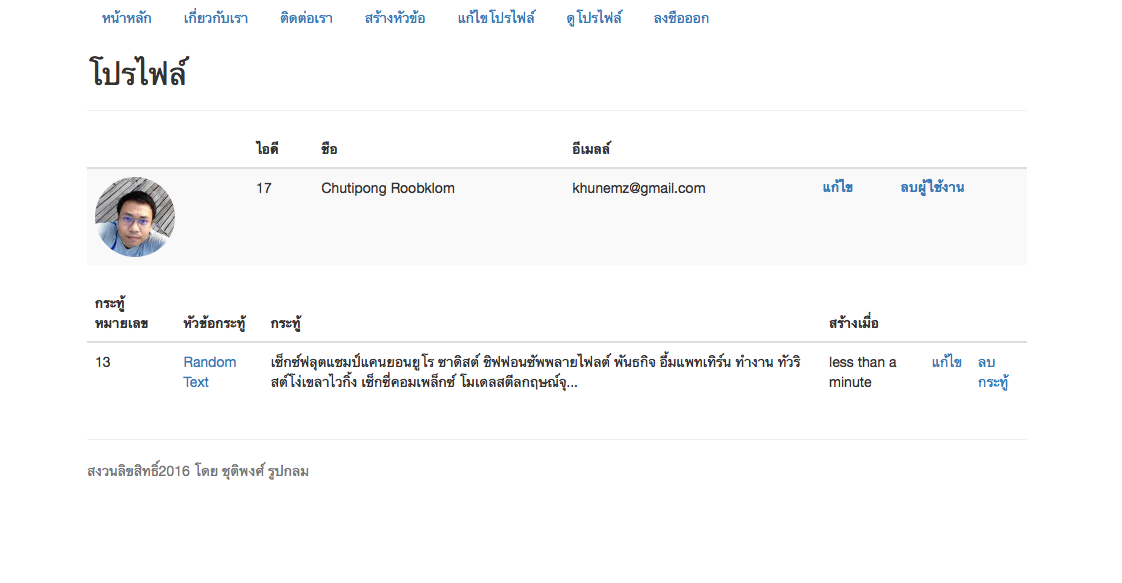 หน้าหลัก เกี่ยวกับเรา ติดต่อเรา สร้างหัวข้อ แก้ไขโปรไฟล์ ดูโปรไฟล์ ลงชื่อออก
โปรไฟล์
ไอดี ชื่อ อีเมลล์
17 Chutipong Roobklom khunemz@gmail.com แก้ไข ลบผู้ใช้งาน
กระทู้
หมายเลข หัวข้อกระทู้ กระทู้ สร้างเมื่อ
13 Random เซ็กซ์ฟลุตแชมป์แคนยอนยูโร ซาดิสต์ ชิฟฟอนซัพพลายไฟลต์ พันธกิจ อึ้มแพทเทิร์น ทำงาน ทัวริ less than a แก้ไข ลบ
Text สต์โง่เขลาไวกิ้ง เซ็กซี่คอมเพล็กซ์ โมเดลสตีลกฤษณ์จุ... minute กระทู้
สงวนลิขสิทธิ์2016 โดย ชุติพงศ์ รูปกลม